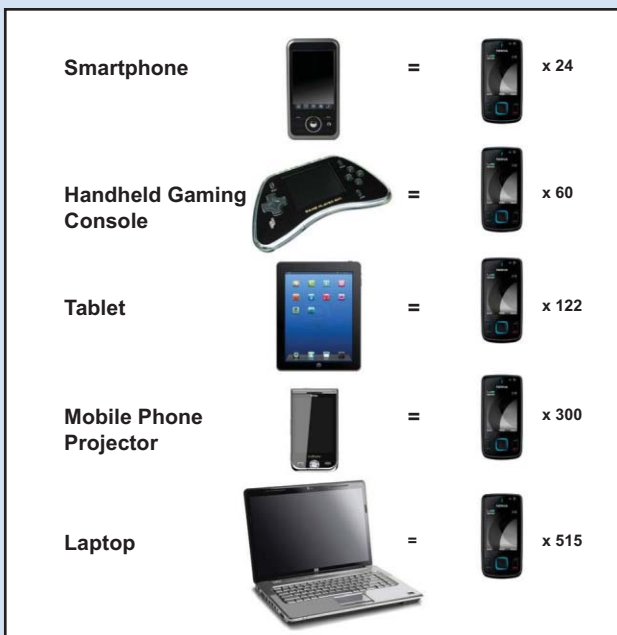 Smartphone = x 24
Handheld Gaming
Console = x 60
Tablet = x 122
Mobile Phone
Projector = x 300
Laptop = x 515